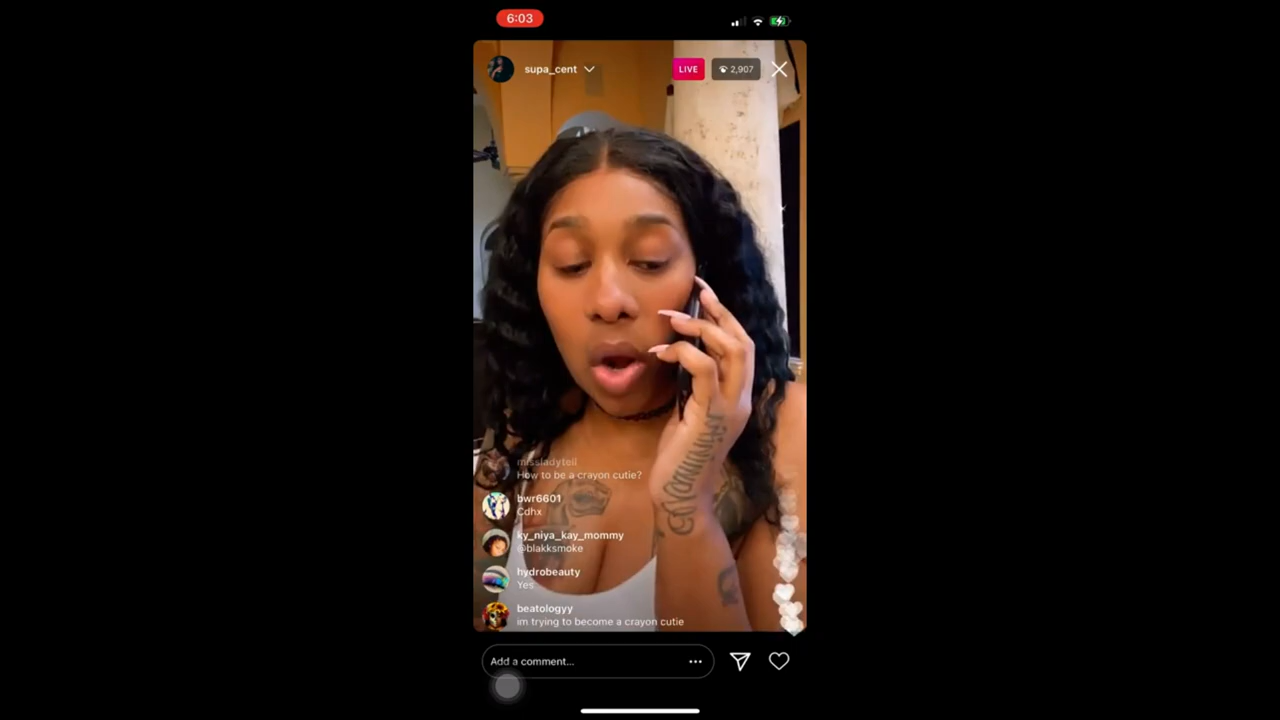 6:03
supa_cent
LIVE
2,907
missladyteii
How to be a crayon cutie?
bwr6601
Cdhx
ky_niya_kay_mommy
@blakksmoke
hydrobeauty
Yes
beatologyy
im trying to become a crayon cutie
Add a comment...